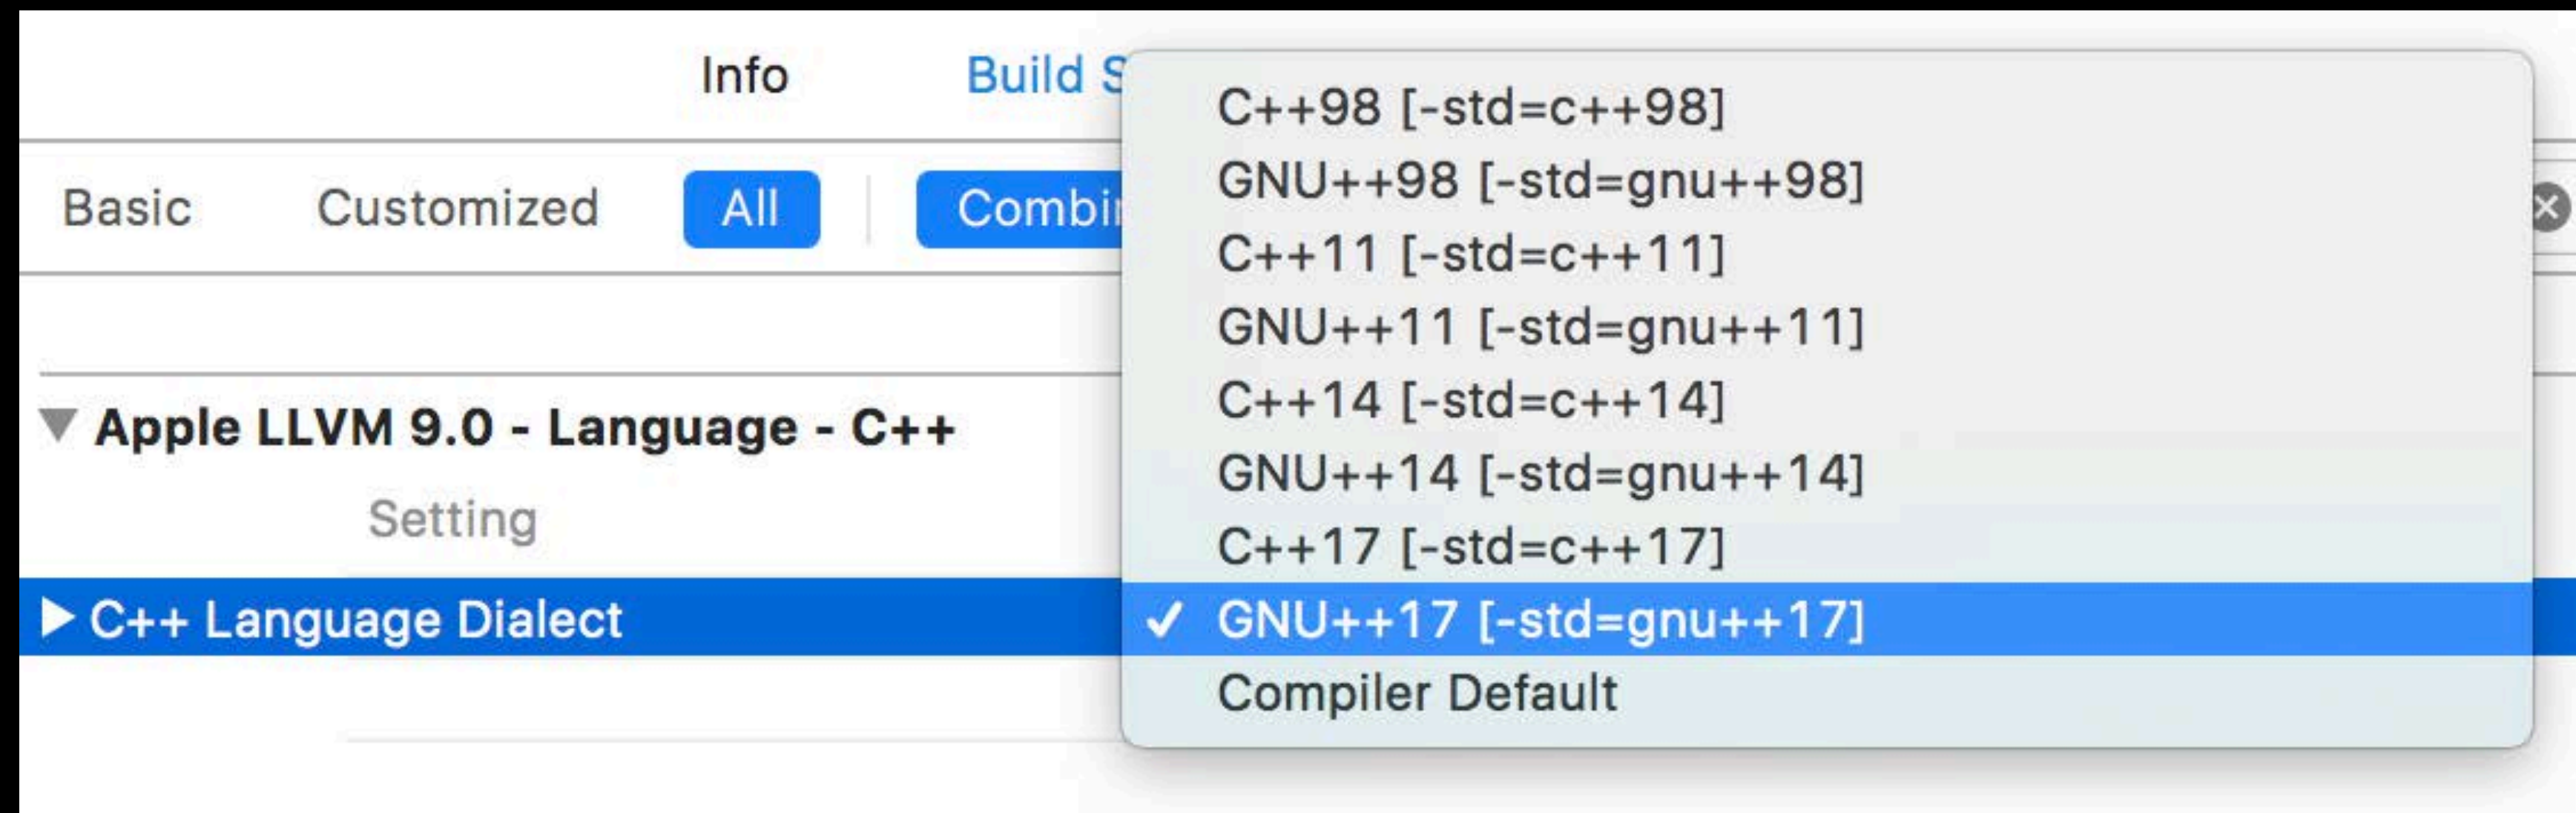 Info Build S
Basic Customized All Combin
Apple LLVM 9.0 - Language - C++
Setting
C++ Language Dialect
C++98 [-std=c++98]
GNU++98 [-std=gnu++98]
C++11 [-std=c++11]
GNU++11 [-std=gnu++11]
C++14 [-std=c++14]
GNU++14 [-std=gnu++14]
C++17 [-std=c++17]
GNU++17 [-std=gnu++17]
Compiler Default